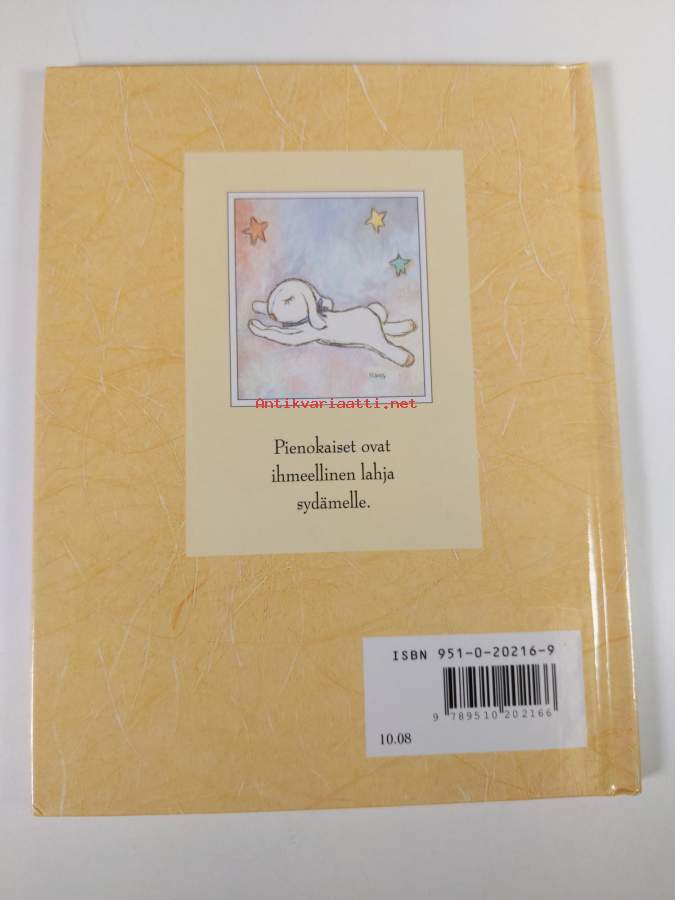 Antikvariaatti.net
Pienokaiset ovat
ihmeellinen lahja
sydämelle.
ISBN 951-0-20216-9
9 789510 202166
10.08